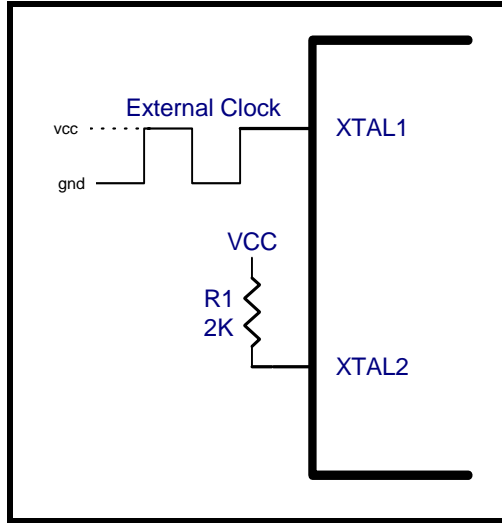 External Clock
vcc
gnd
XTAL1
VCC
R1
2K
XTAL2